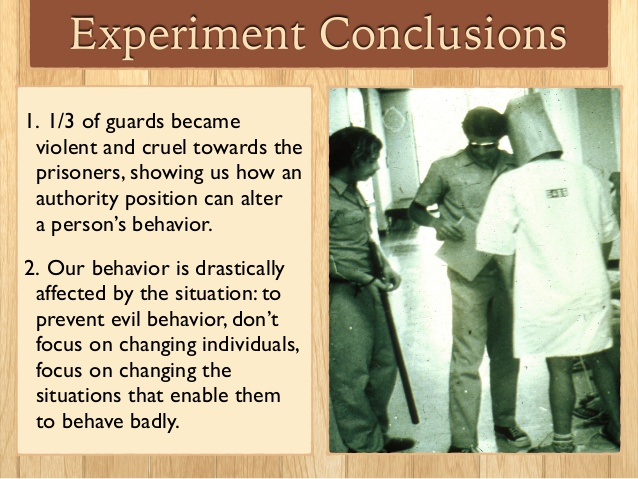 Experiment Conclusions
1. 1/3 of guards became
violent and cruel towards the
prisoners, showing us how an
authority position can alter
a person's behavior.
2. Our behavior is drastically
affected by the situation: to
prevent evil behavior, don't
focus on changing individuals,
focus on changing the
situations that enable them
to behave badly.